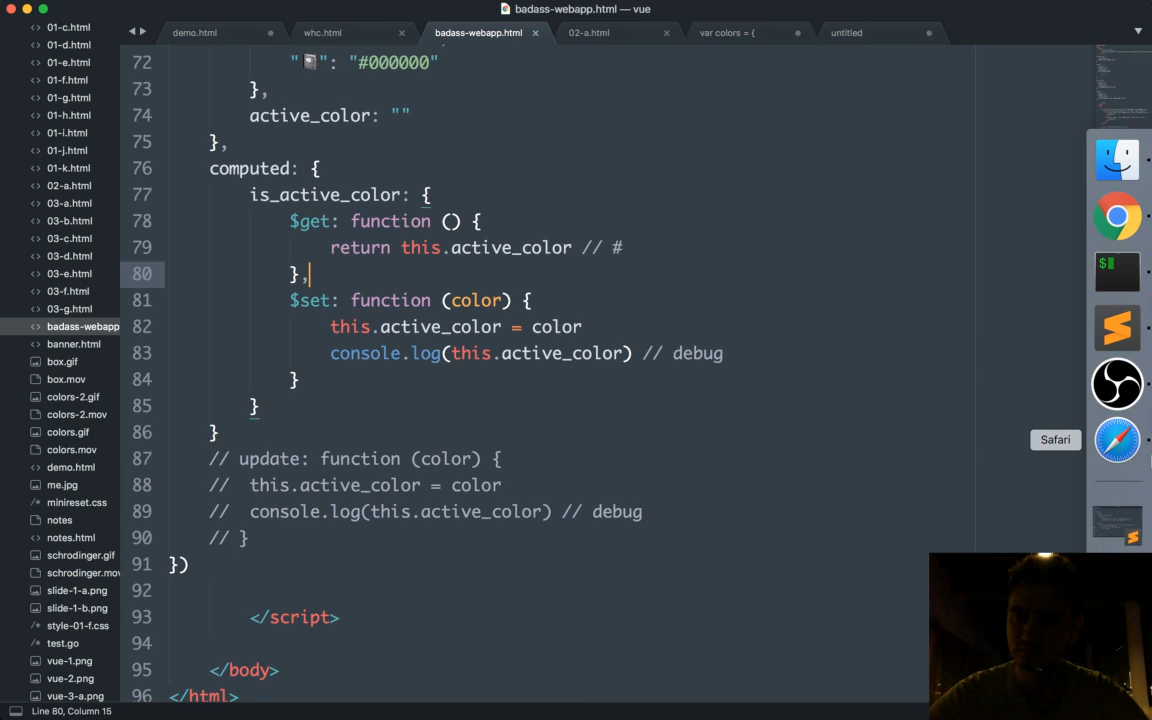 badass-webapp.html — vue
demo.html
whc.html
badass-webapp.html
02-a.html
var colors = {
untitled
01-c.html
01-d.html
01-e.html
01-f.html
01-g.html
01-h.html
01-i.html
01-j.html
01-k.html
02-a.html
03-a.html
03-b.html
03-c.html
03-d.html
03-e.html
03-f.html
03-g.html
badass-webapp
banner.html
box.gif
box.mov
colors-2.gif
colors-2.mov
colors.gif
colors.mov
demo.html
me.jpg
minireset.css
notes
notes.html
schrodinger.gif
schrodinger.mov
slide-1-a.png
slide-1-b.png
style-01-f.css
test.go
vue-1.png
vue-2.png
vue-3-a.png
72 "📓": "#000000"
73 },
74 active_color: ""
75 },
76 computed: {
77 is_active_color: {
78 $get: function () {
79 return this.active_color // #
80 },
81 $set: function (color) {
82 this.active_color = color
83 console.log(this.active_color) // debug
84 }
85 }
86 }
87 // update: function (color) {
88 // this.active_color = color
89 // console.log(this.active_color) // debug
90 // }
91 })
92
93 </script>
94
95 </body>
96 </html>
$
Safari
Line 80, Column 15